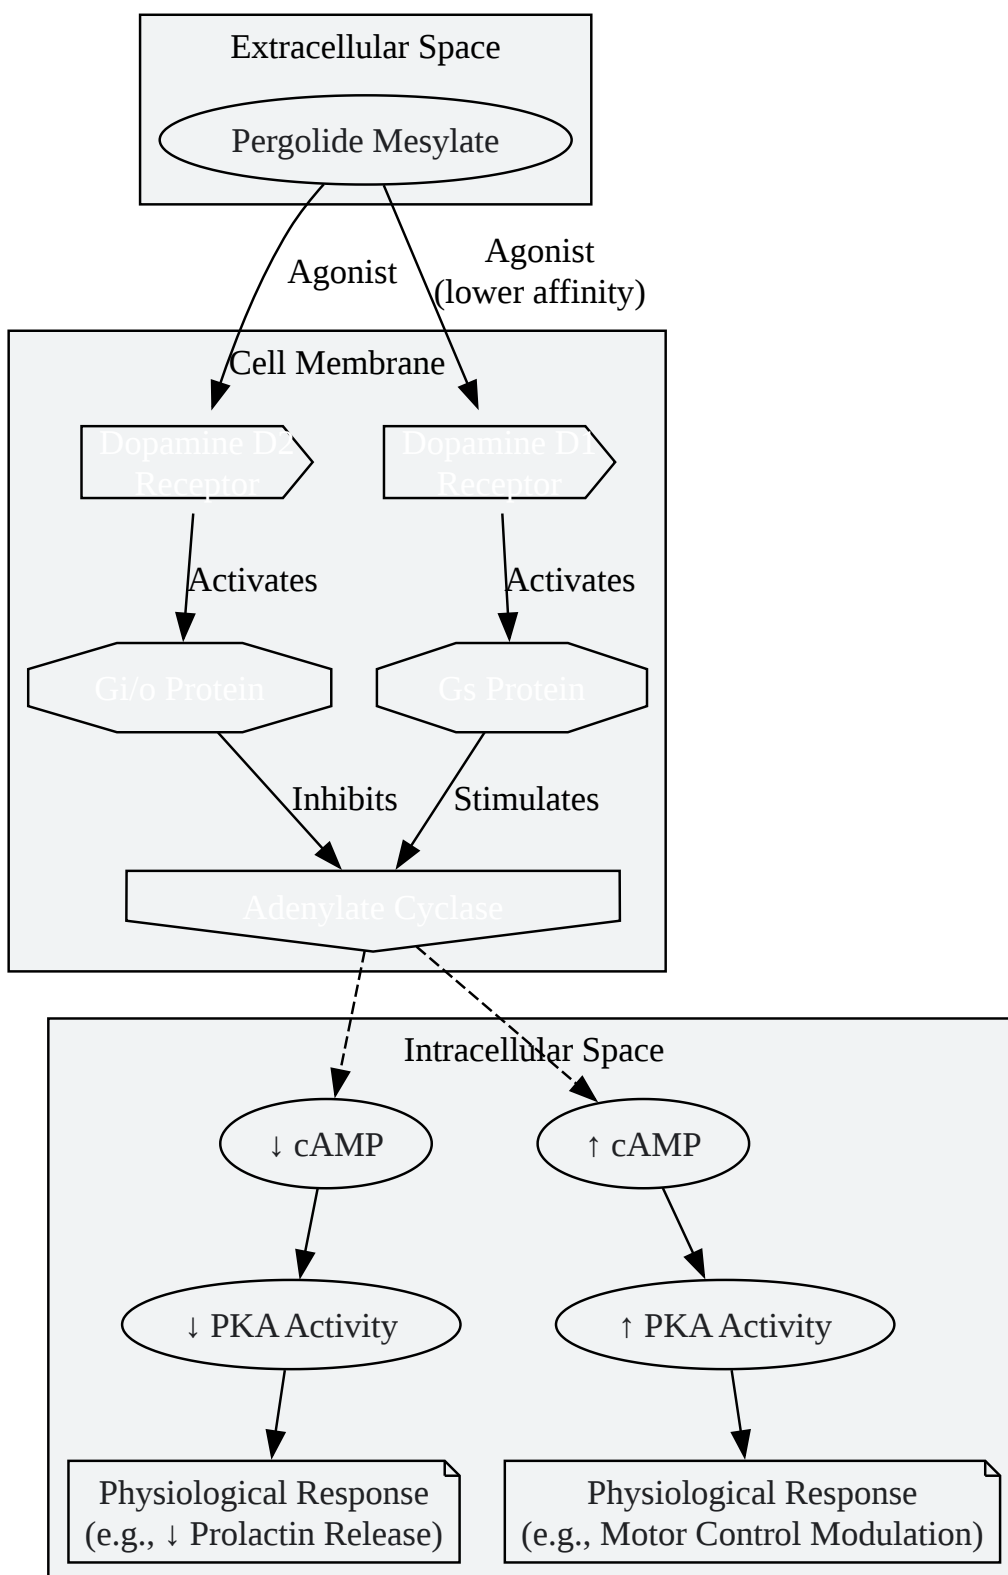 Extracellular Space
Pergolide Mesylate
Agonist
Agonist
(lower affinity)
Cell Membrane
Dopamine D2
Receptor
Dopamine D1
Receptor
Activates
Activates
Gi/o Protein
Gs Protein
Inhibits
Stimulates
Adenylate Cyclase
Intracellular Space
↓ cAMP
↑ cAMP
↓ PKA Activity
↑ PKA Activity
Physiological Response
(e.g., ↓ Prolactin Release)
Physiological Response
(e.g., Motor Control Modulation)